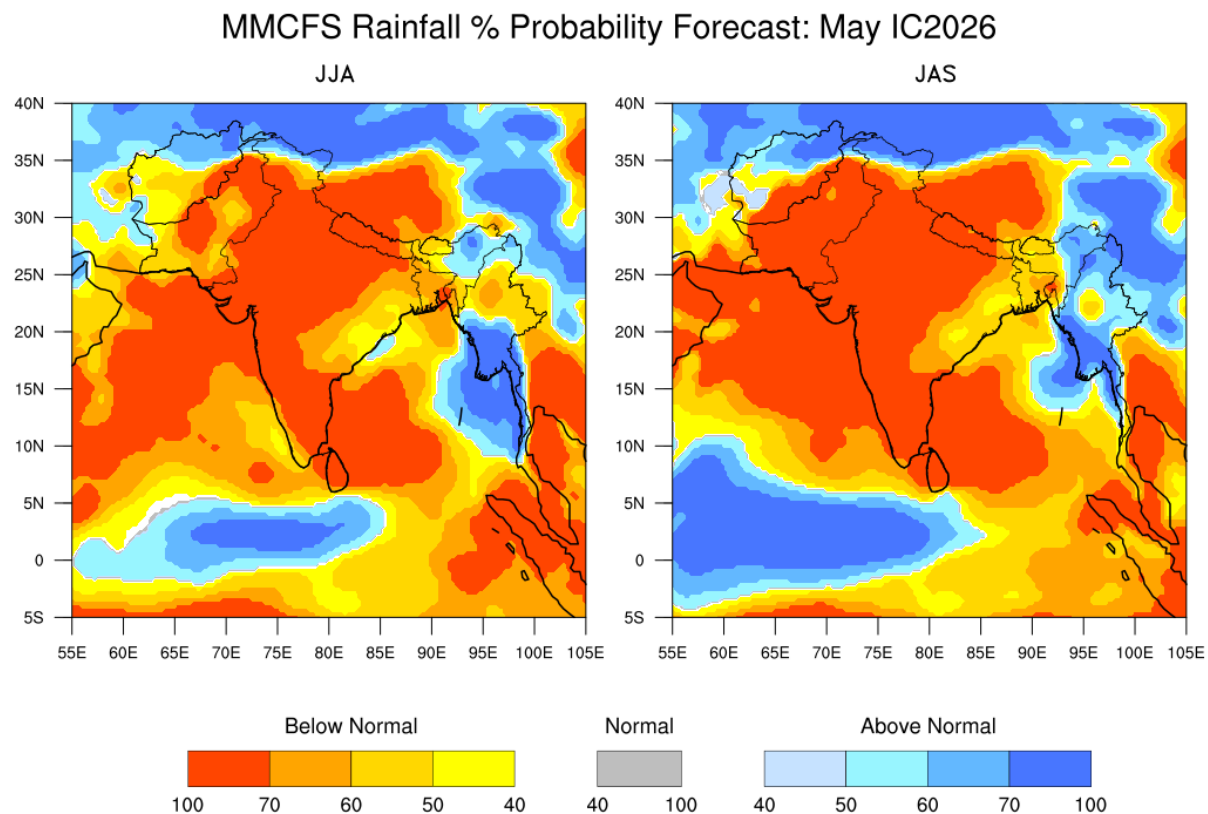 MMCFS Rainfall % Probability Forecast: May IC2026
JJA
JAS
40N
35N
30N
25N
20N
15N
10N
5N
0
5S
55E 60E 65E 70E 75E 80E 85E 90E 95E 100E 105E
40N
35N
30N
25N
20N
15N
10N
5N
0
5S
55E 60E 65E 70E 75E 80E 85E 90E 95E 100E 105E
Below Normal
Normal
Above Normal
100 70 60 50 40
40 100
40 50 60 70 100